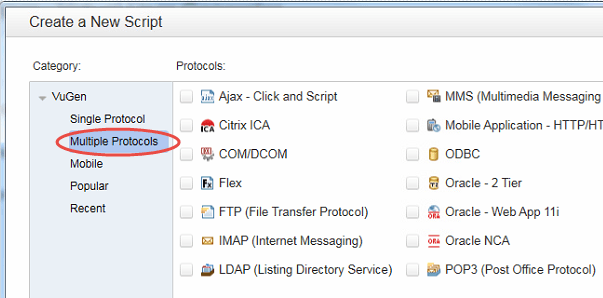 Create a New Script
Category:
Protocols:
VuGen
Single Protocol
Multiple Protocols
Mobile
Popular
Recent
Ajax - Click and Script
Citrix ICA
COM/DCOM
Flex
FTP (File Transfer Protocol)
IMAP (Internet Messaging)
LDAP (Listing Directory Service)
MMS (Multimedia Messaging
Mobile Application - HTTP/HT
ODBC
Oracle - 2 Tier
Oracle - Web App 11i
Oracle NCA
POP3 (Post Office Protocol)